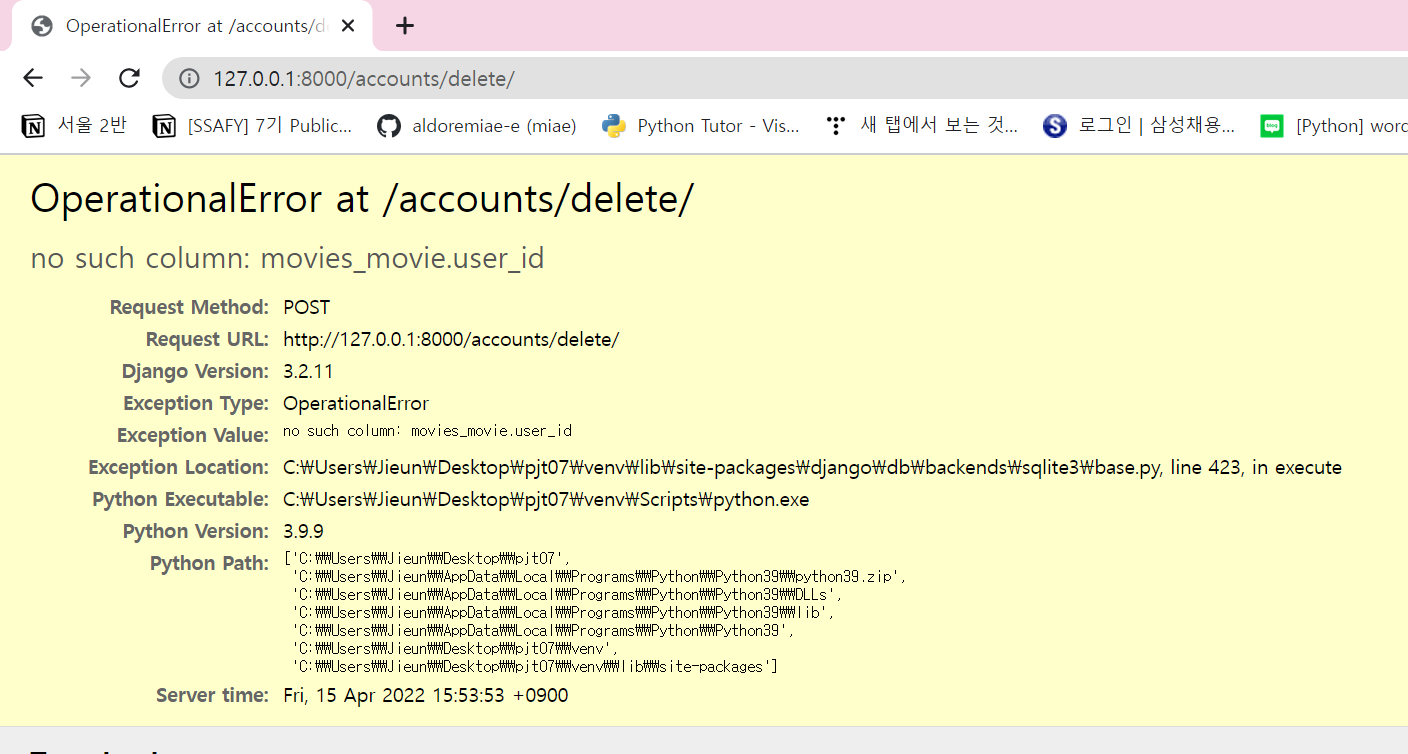 OperationalError at /accounts/de
127.0.0.1:8000/accounts/delete/
서울 2반 [SSAFY] 7기 Public... aldoremiae-e (miae) Python Tutor - Vis... 새 탭에서 보는 것... 로그인 | 삼성채용... [Python] word
OperationalError at /accounts/delete/
no such column: movies_movie.user_id
Request Method: POST
Request URL: http://127.0.0.1:8000/accounts/delete/
Django Version: 3.2.11
Exception Type: OperationalError
Exception Value: no such column: movies_movie.user_id
Exception Location: C:₩Users₩Jieun₩Desktop₩pjt07₩venv₩lib₩site-packages₩django₩db₩backends₩sqlite3₩base.py, line 423, in execute
Python Executable: C:₩Users₩Jieun₩Desktop₩pjt07₩venv₩Scripts₩python.exe
Python Version: 3.9.9
Python Path: ['C:₩₩Users₩₩Jieun₩₩Desktop₩₩pjt07',
'C:₩₩Users₩₩Jieun₩₩AppData₩₩Local₩₩Programs₩₩Python₩₩Python39₩₩python39.zip',
'C:₩₩Users₩₩Jieun₩₩AppData₩₩Local₩₩Programs₩₩Python₩₩Python39₩₩DLLs',
'C:₩₩Users₩₩Jieun₩₩AppData₩₩Local₩₩Programs₩₩Python₩₩Python39₩₩lib',
'C:₩₩Users₩₩Jieun₩₩AppData₩₩Local₩₩Programs₩₩Python₩₩Python39',
'C:₩₩Users₩₩Jieun₩₩Desktop₩₩pjt07₩₩venv',
'C:₩₩Users₩₩Jieun₩₩Desktop₩₩pjt07₩₩venv₩₩lib₩₩site-packages']
Server time: Fri, 15 Apr 2022 15:53:53 +0900